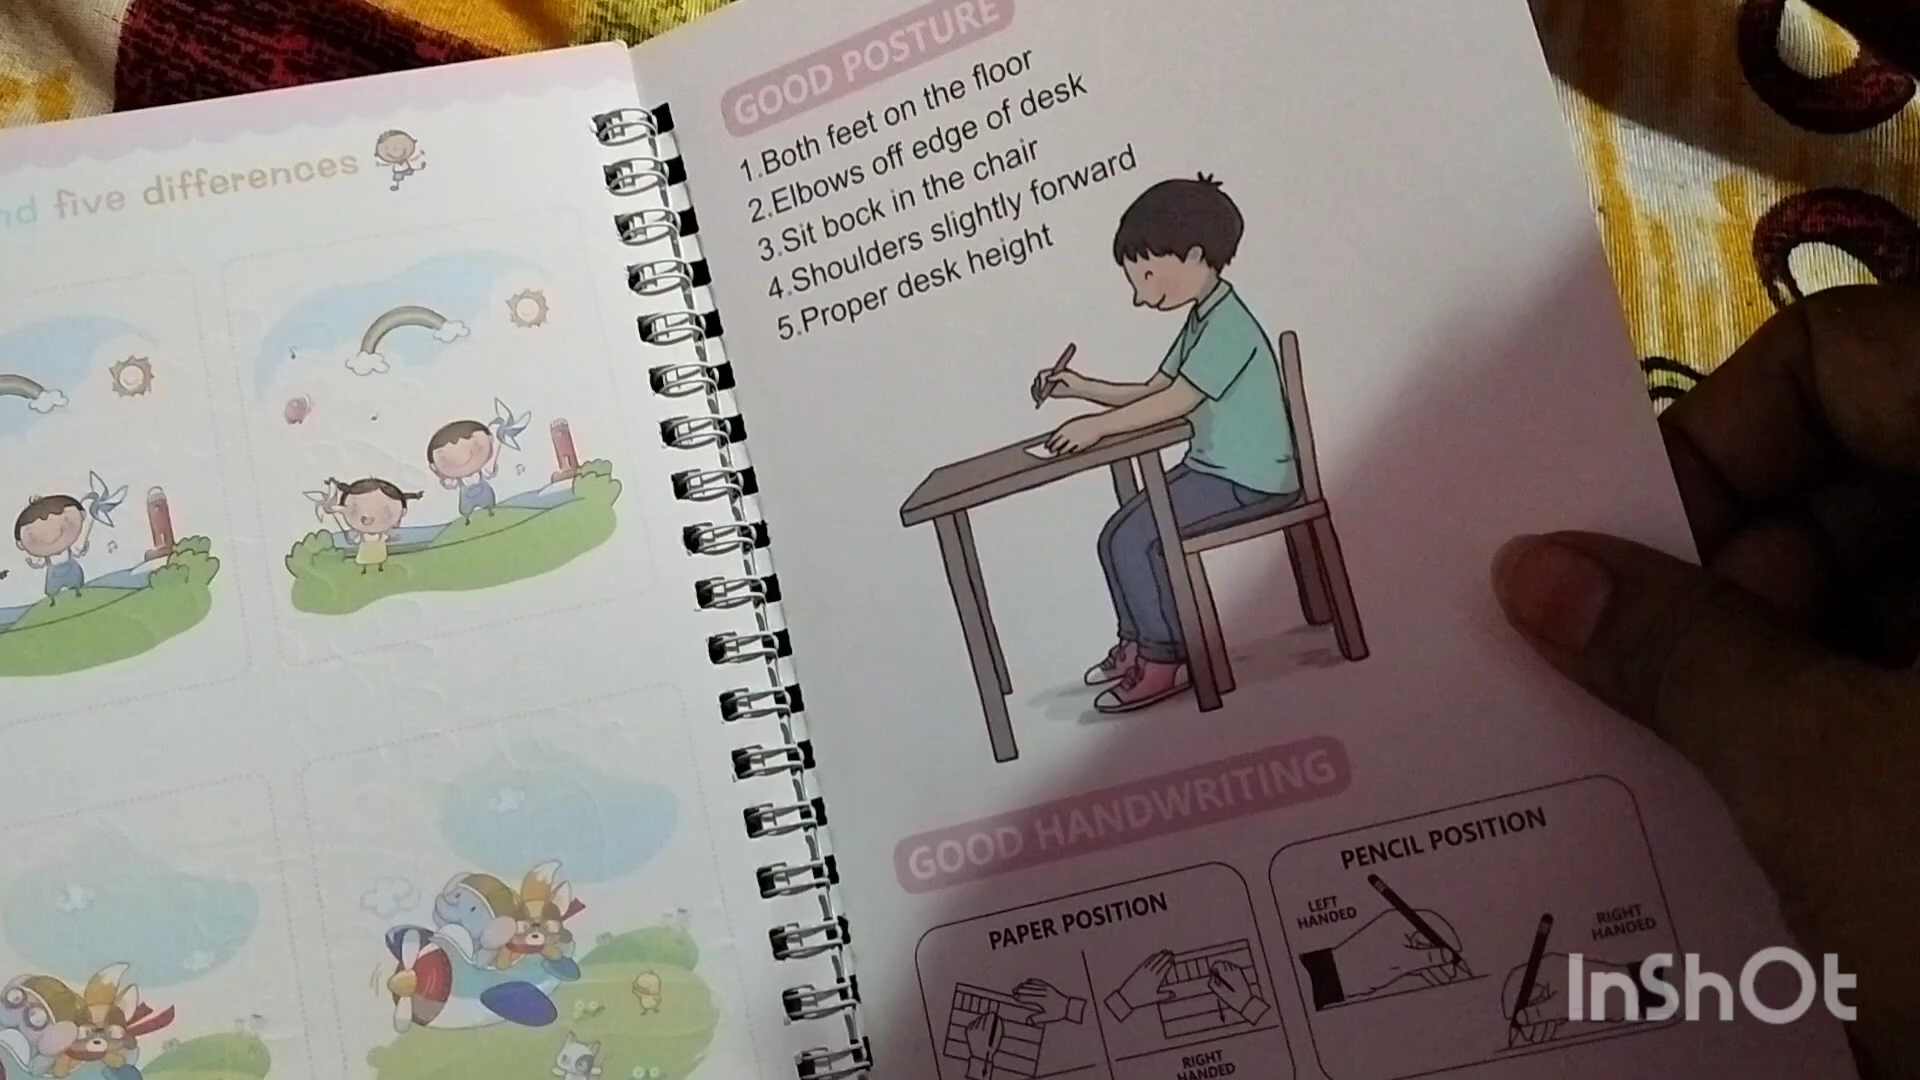 five differences
GOOD POSTURE
1.Both feet on the floor
2.Elbows off edge of desk
3.Sit bock in the chair
4.Shoulders slightly forward
5.Proper desk height
GOOD HANDWRITING
PAPER POSITION
RIGHT
HANDED
PENCIL POSITION
LEFT
HANDED
RIGHT
HANDED
InShOt